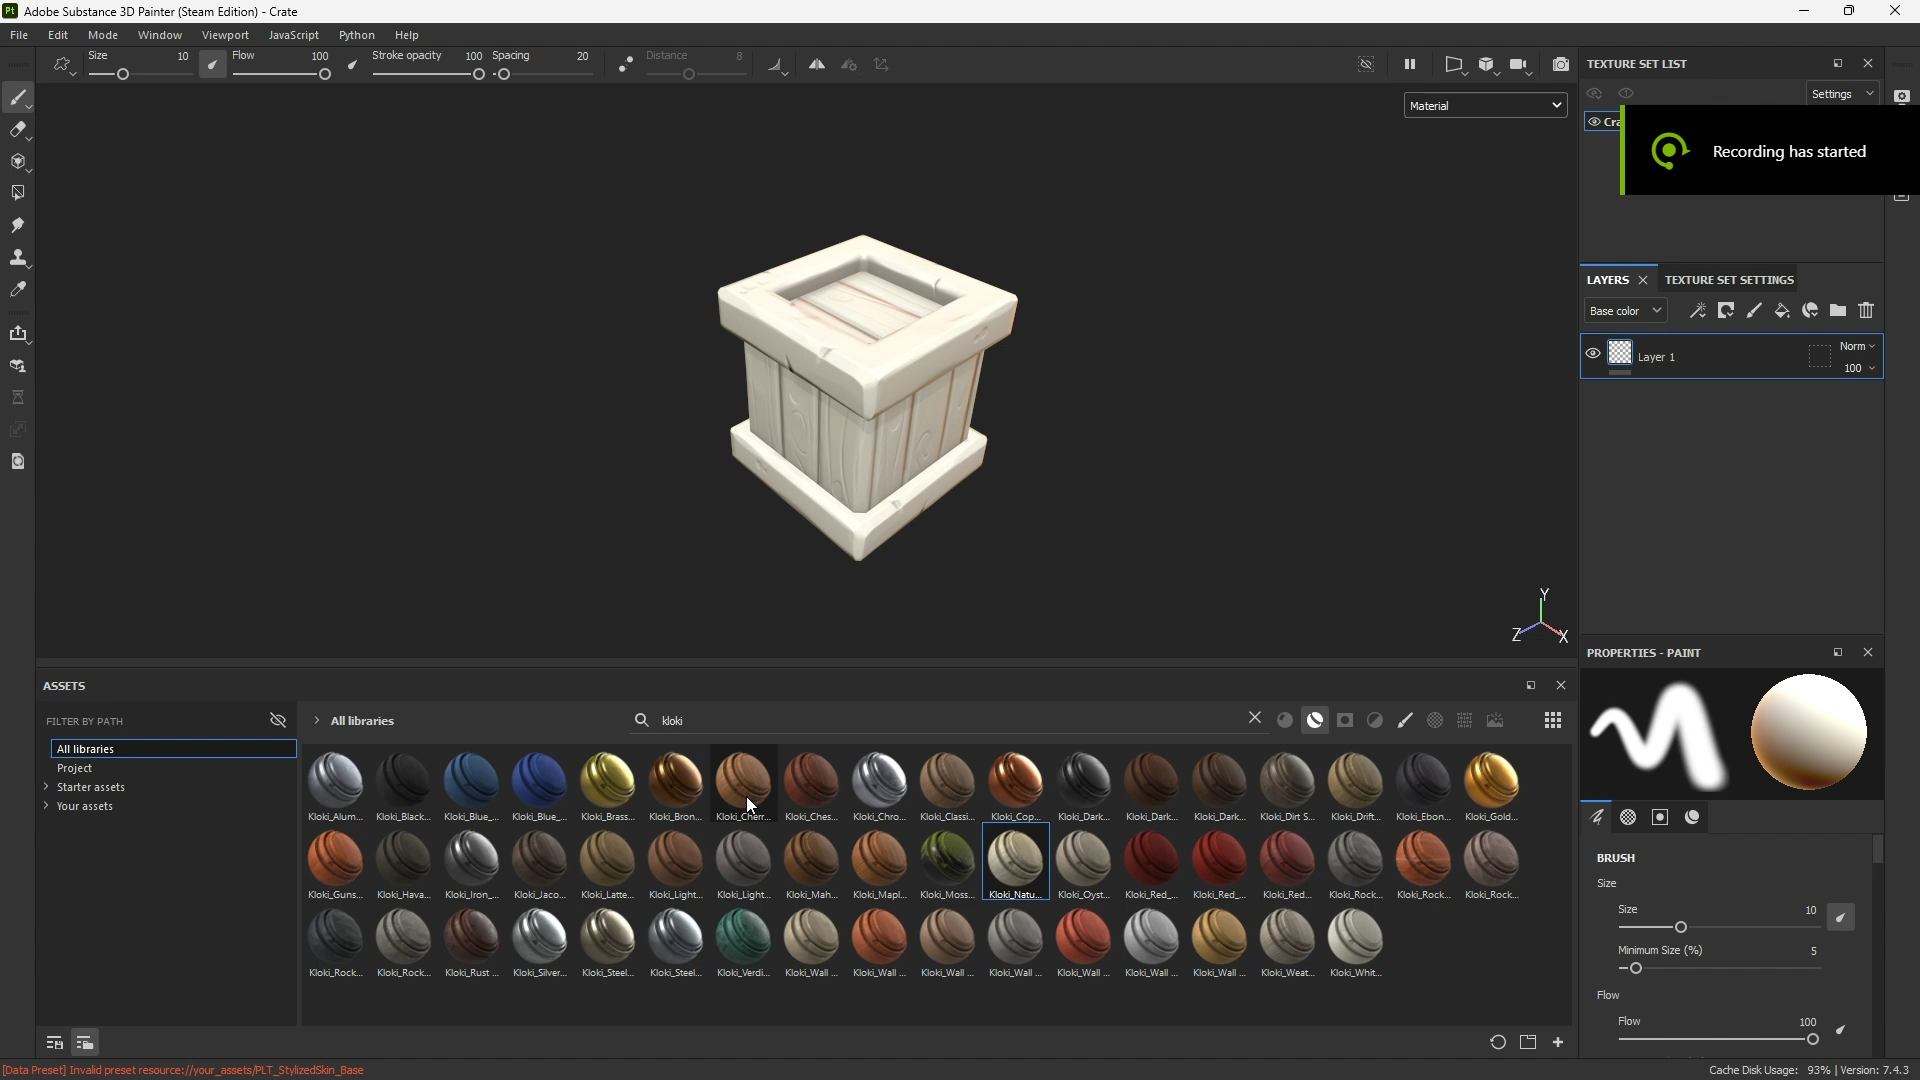 Pt Adobe Substance 3D Painter (Steam Edition) - Crate
File Edit Mode Window Viewport JavaScript Python Help
Size 10 Flow 100 Stroke opacity 100 Spacing 20 Distance 8
Material
TEXTURE SET LIST
Settings
Cra
Recording has started
LAYERS TEXTURE SET SETTINGS
Base color
Layer 1 Norm
100
Y
Z X
PROPERTIES - PAINT
BRUSH
Size
Size 10
Minimum Size (%) 5
Flow
Flow 100
ASSETS
FILTER BY PATH
All libraries
Project
Starter assets
Your assets
All libraries
kloki
Kloki_Alum... Kloki_Black... Kloki_Blue_... Kloki_Blue_... Kloki_Brass... Kloki_Bron... Kloki_Cherr... Kloki_Ches... Kloki_Chro... Kloki_Classi... Kloki_Cop... Kloki_Dark... Kloki_Dark... Kloki_Dark... Kloki_Dirt S... Kloki_Drift... Kloki_Ebon... Kloki_Gold...
Kloki_Guns... Kloki_Hava... Kloki_Iron_... Kloki_Jaco... Kloki_Latte... Kloki_Light... Kloki_Light... Kloki_Mah... Kloki_Mapl... Kloki_Moss... Kloki_Natu... Kloki_Oyst... Kloki_Red_... Kloki_Red_... Kloki_Red... Kloki_Rock... Kloki_Rock... Kloki_Rock...
Kloki_Rock... Kloki_Rock... Kloki_Rust ... Kloki_Silver... Kloki_Steel... Kloki_Steel... Kloki_Verdi... Kloki_Wall ... Kloki_Wall ... Kloki_Wall ... Kloki_Wall ... Kloki_Wall ... Kloki_Wall ... Kloki_Wall ... Kloki_Weat... Kloki_Whit...
[Data Preset] Invalid preset resource://your_assets/PLT_StylizedSkin_Base
Cache Disk Usage: 93% | Version: 7.4.3